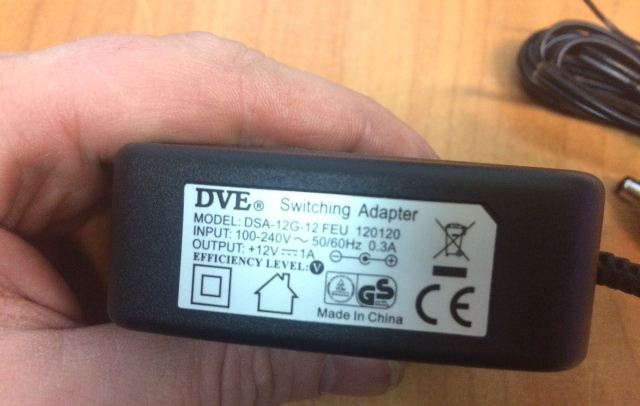 DVE® Switching Adapter
MODEL: DSA-12G-12 FEU 120120
INPUT: 100-240V ~ 50/60Hz 0.3A
OUTPUT: +12V ⎓ 1A
EFFICIENCY LEVEL: V
GS
CE
Made In China